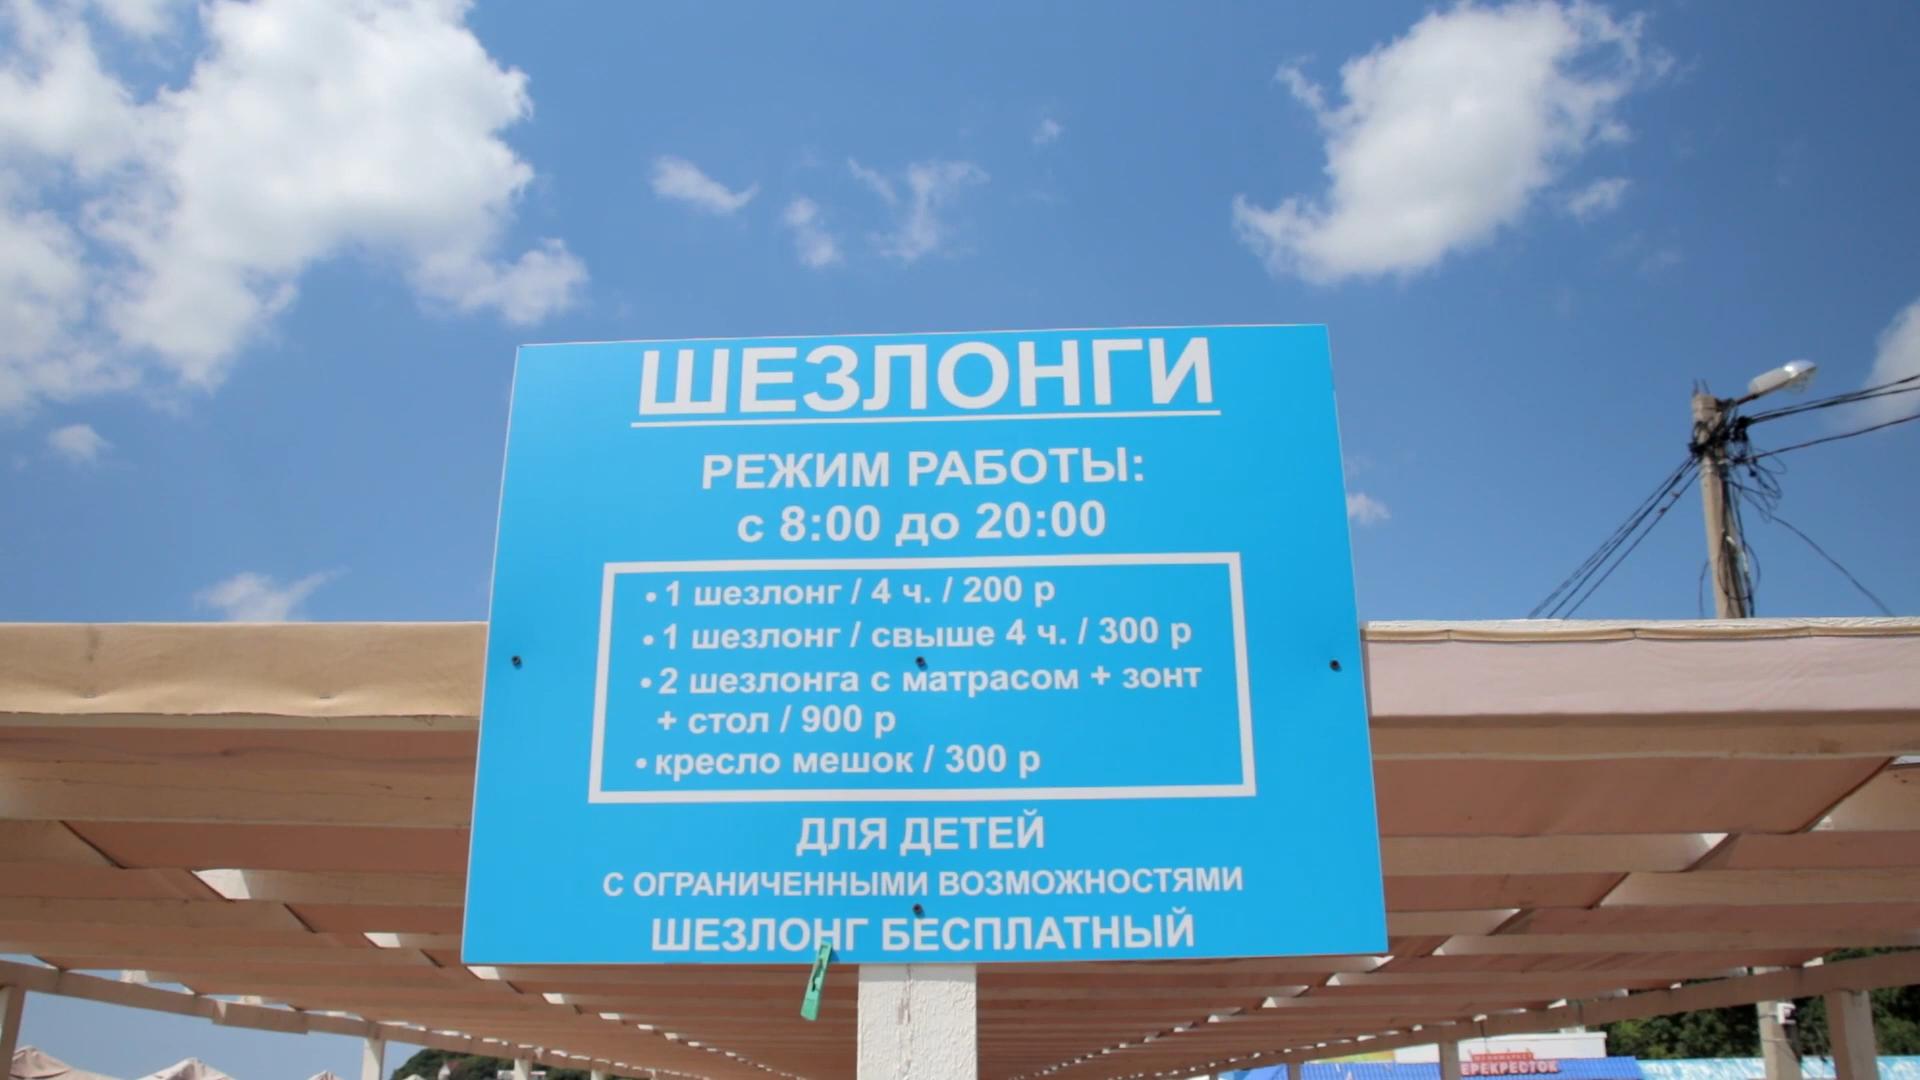 ШЕЗЛОНГИ
РЕЖИМ РАБОТЫ:
с 8:00 до 20:00
• 1 шезлонг / 4 ч. / 200 р
• 1 шезлонг / свыше 4 ч. / 300 р
• 2 шезлонга с матрасом + зонт
+ стол / 900 р
• кресло мешок / 300 р
ДЛЯ ДЕТЕЙ
С ОГРАНИЧЕННЫМИ ВОЗМОЖНОСТЯМИ
ШЕЗЛОНГ БЕСПЛАТНЫЙ
ЕРЕКРЕСТОК